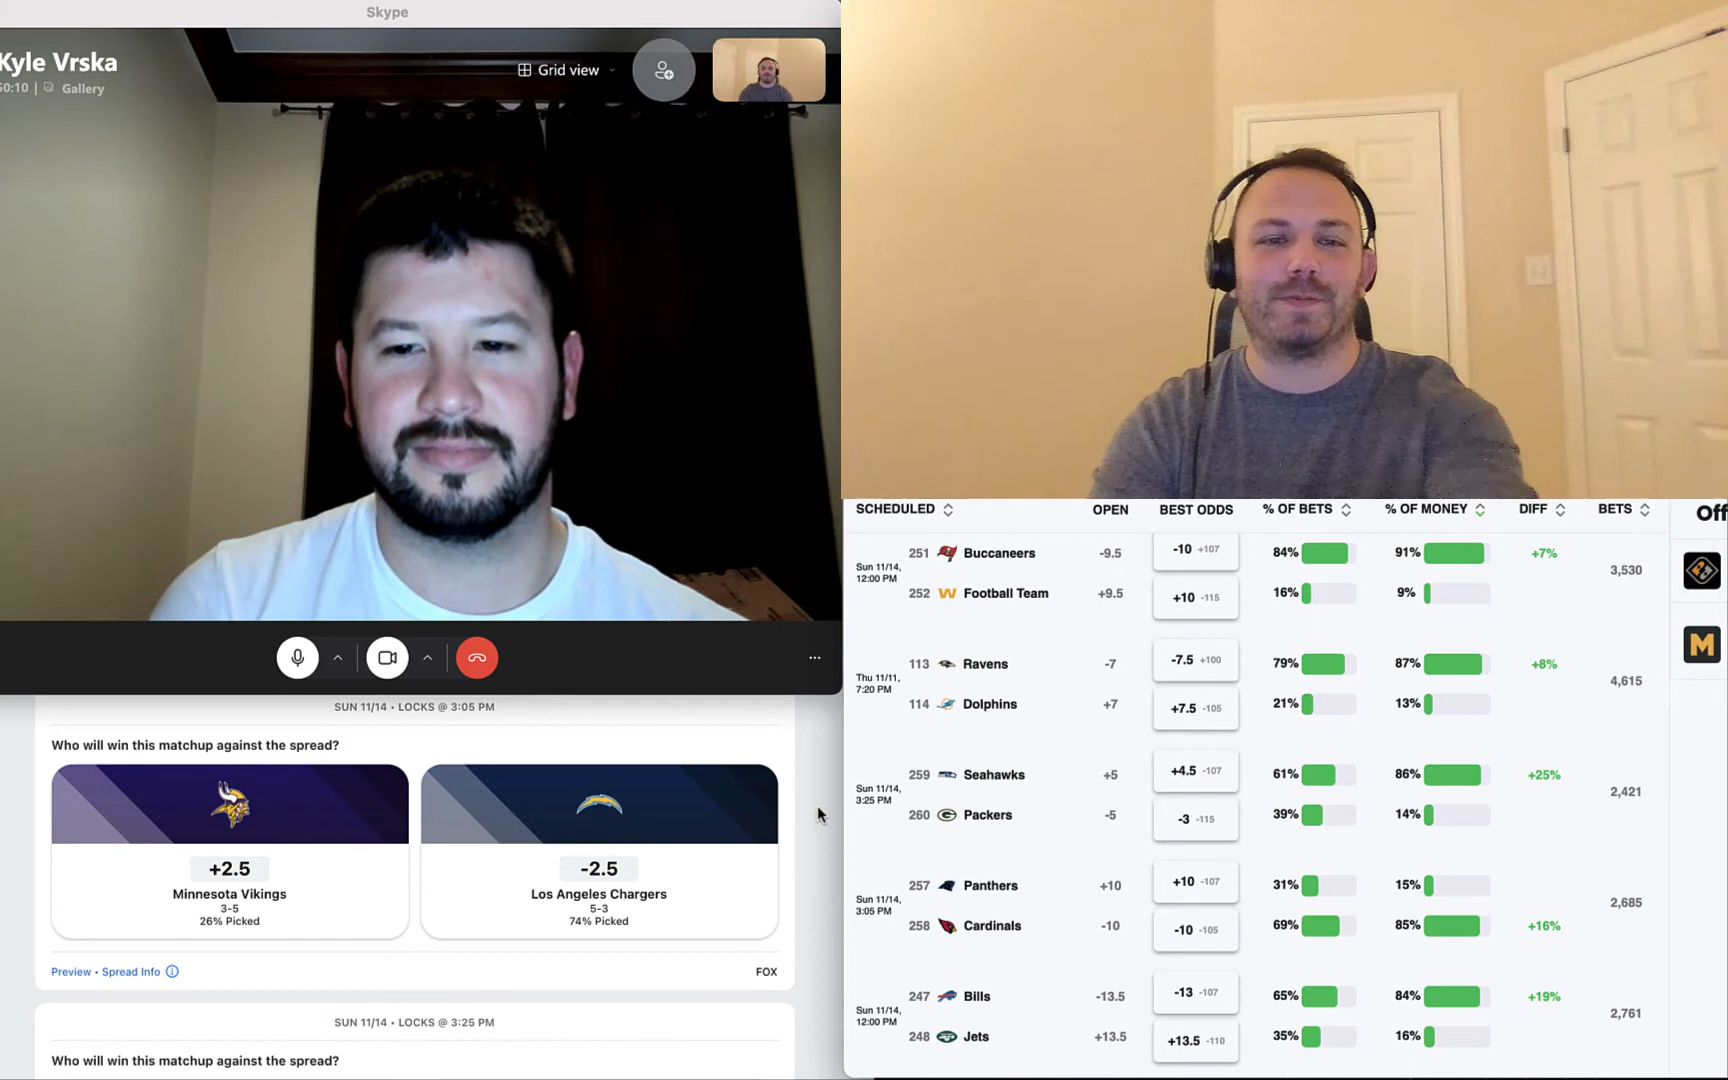 Skype
Kyle Vrska
50:10 | Gallery
Grid view
SUN 11/14 • LOCKS @ 3:05 PM
Who will win this matchup against the spread?
+2.5
Minnesota Vikings
3-5
26% Picked
-2.5
Los Angeles Chargers
5-3
74% Picked
Preview • Spread Info
FOX
SUN 11/14 • LOCKS @ 3:25 PM
Who will win this matchup against the spread?
SCHEDULED OPEN BEST ODDS % OF BETS % OF MONEY DIFF BETS
Off
Sun 11/14,
12:00 PM
251 Buccaneers -9.5 -10 +107 84% 91% +7%
3,530
252 W Football Team +9.5 +10 -115 16% 9%
Thu 11/11,
7:20 PM
113 Ravens -7 -7.5 +100 79% 87% +8%
4,615
114 Dolphins +7 +7.5 -105 21% 13%
M
Sun 11/14,
3:25 PM
259 Seahawks +5 +4.5 -107 61% 86% +25%
2,421
260 G Packers -5 -3 -115 39% 14%
Sun 11/14,
3:05 PM
257 Panthers +10 +10 -107 31% 15%
2,685
258 Cardinals -10 -10 -105 69% 85% +16%
Sun 11/14,
12:00 PM
247 Bills -13.5 -13 -107 65% 84% +19%
2,761
248 Jets +13.5 +13.5 -110 35% 16%